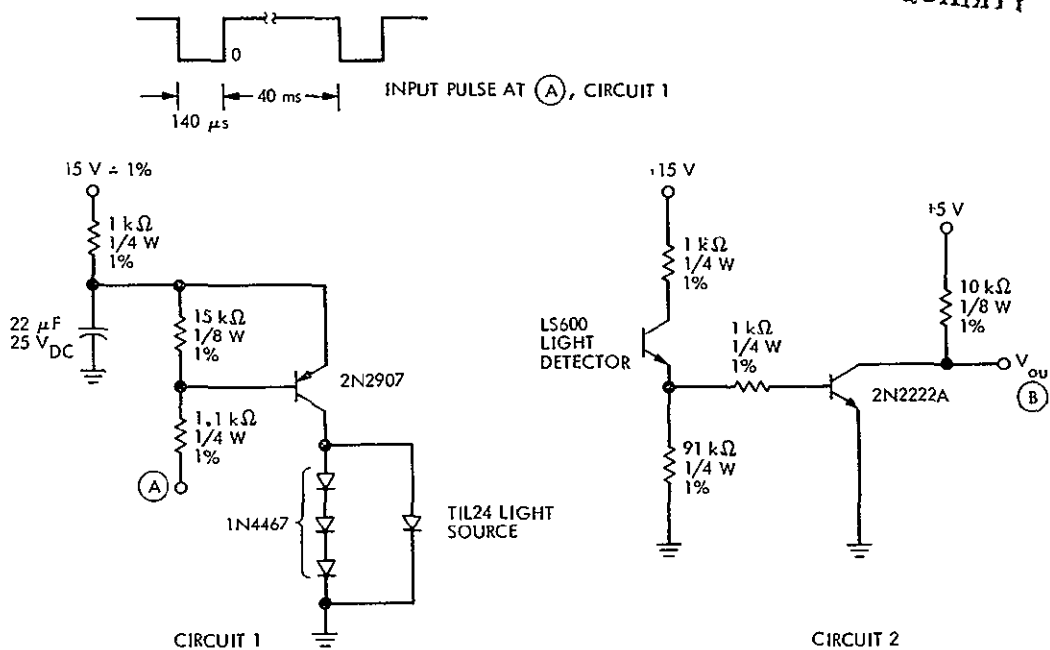 0
40 ms
140 μs
INPUT PULSE AT (A), CIRCUIT 1
15 V ± 1%
1 kΩ
1/4 W
1%
22 μF
25 VDC
15 kΩ
1/8 W
1%
1.1 kΩ
1/4 W
1%
A
2N2907
1N4467
TIL24 LIGHT
SOURCE
CIRCUIT 1
+15 V
1 kΩ
1/4 W
1%
LS600
LIGHT
DETECTOR
1 kΩ
1/4 W
1%
91 kΩ
1/4 W
1%
+5 V
10 kΩ
1/8 W
1%
2N2222A
VOU
B
CIRCUIT 2